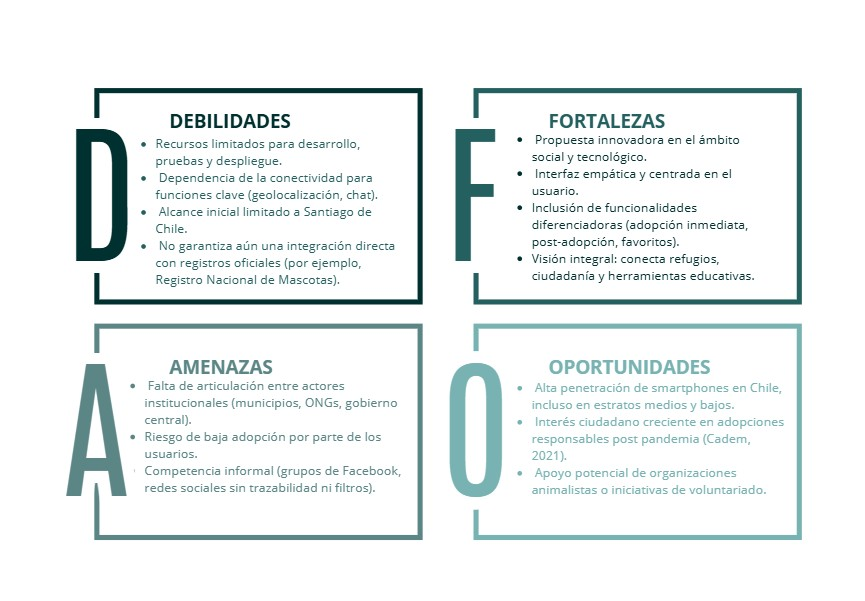 D
DEBILIDADES
• Recursos limitados para desarrollo,
pruebas y despliegue.
• Dependencia de la conectividad para
funciones clave (geolocalización, chat).
• Alcance inicial limitado a Santiago de
Chile.
• No garantiza aún una integración directa
con registros oficiales (por ejemplo,
Registro Nacional de Mascotas).
F
FORTALEZAS
• Propuesta innovadora en el ámbito
social y tecnológico.
• Interfaz empática y centrada en el
usuario.
• Inclusión de funcionalidades
diferenciadoras (adopción inmediata,
post-adopción, favoritos).
• Visión integral: conecta refugios,
ciudadanía y herramientas educativas.
A
AMENAZAS
• Falta de articulación entre actores
institucionales (municipios, ONGs, gobierno
central).
• Riesgo de baja adopción por parte de los
usuarios.
• Competencia informal (grupos de Facebook,
redes sociales sin trazabilidad ni filtros).
O
OPORTUNIDADES
• Alta penetración de smartphones en Chile,
incluso en estratos medios y bajos.
• Interés ciudadano creciente en adopciones
responsables post pandemia (Cadem,
2021).
• Apoyo potencial de organizaciones
animalistas o iniciativas de voluntariado.